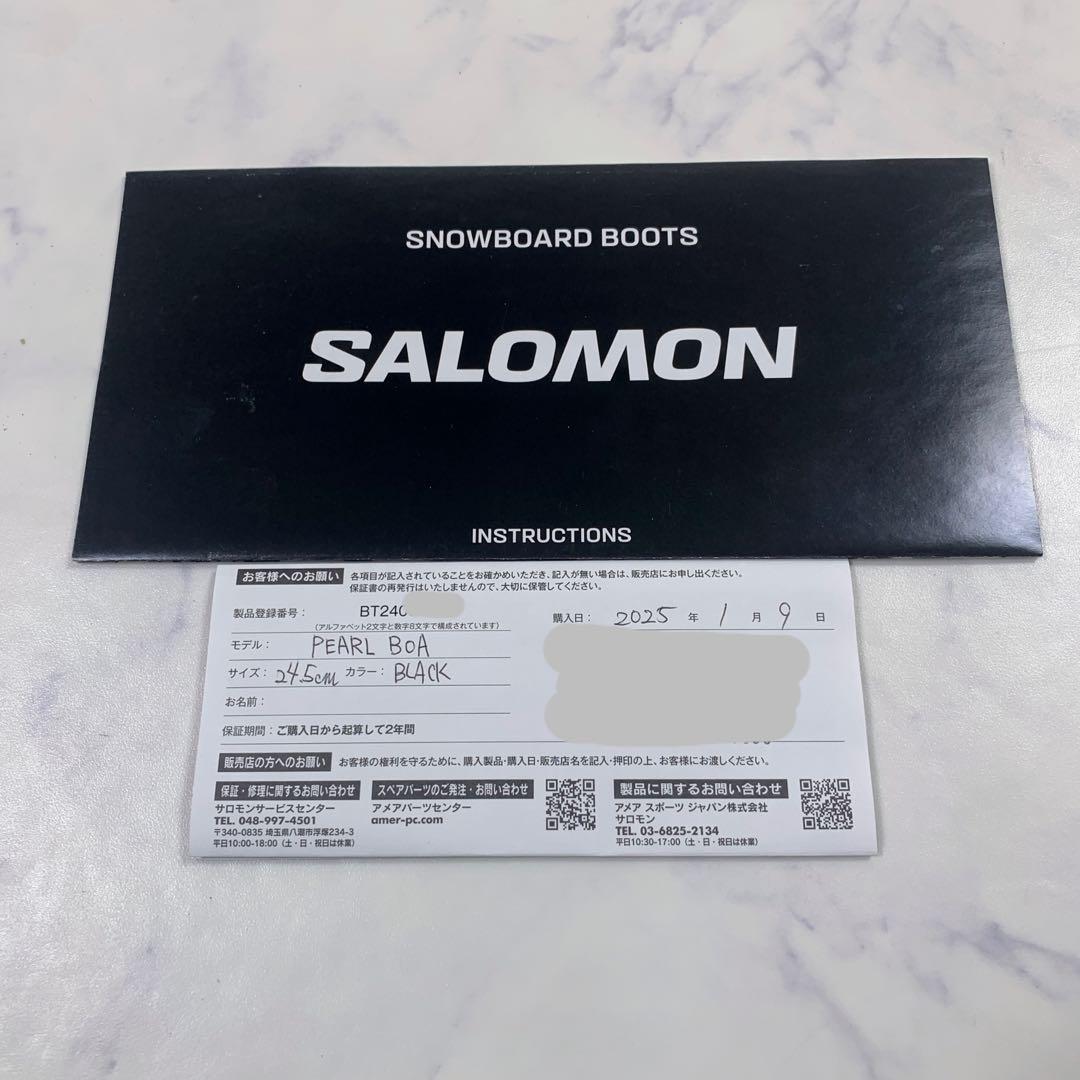 SNOWBOARD BOOTS
SALOMON
INSTRUCTIONS
お客様へのお願い 各項目が記入されていることをお確かめいただき、記入が無い場合は、販売店にお申し出ください。
保証書の再発行はいたしませんので、大切に保管してください。
製品登録番号： BT240
(アルファベット2文字と数字8文字で構成されています)
購入日： 2025 年 1 月 9 日
モデル： PEARL BOA
サイズ： 24.5cm カラー： BLACK
お名前：
保証期間：ご購入日から起算して2年間
販売店の方へのお願い お客様の権利を守るために、購入製品・購入日・販売店名を記入・押印の上、お客様にお渡しください。
保証・修理に関するお問い合わせ
サロモンサービスセンター
TEL. 048-997-4501
〒340-0835 埼玉県八潮市浮塚234-3
平日10:00-18:00（土・日・祝日は休業）
スペアパーツのご発注・お問い合わせ
アメアパーツセンター
amer-pc.com
製品に関するお問い合わせ
アメア スポーツ ジャパン株式会社
サロモン
TEL. 03-6825-2134
平日10:30-17:00（土・日・祝日は休業）